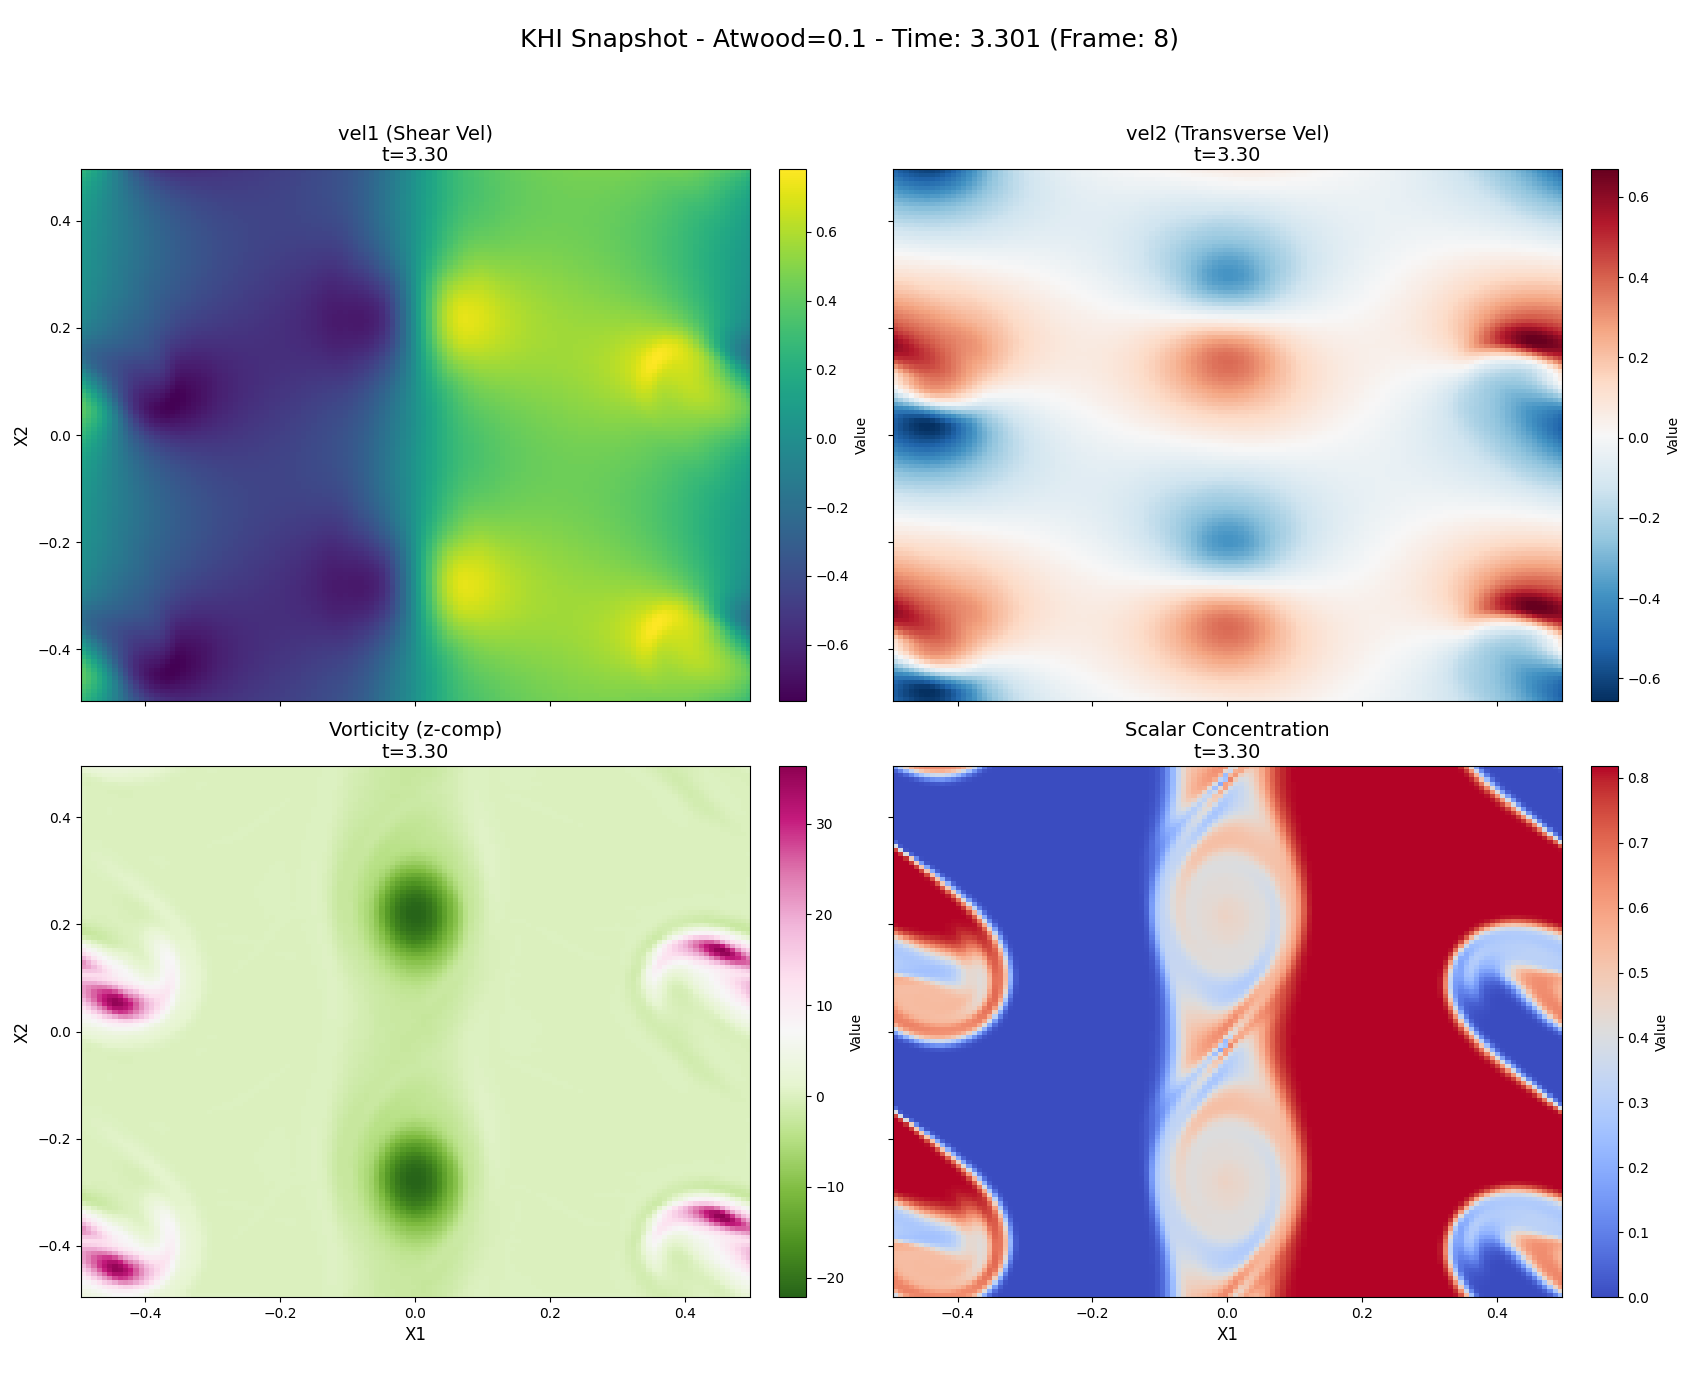 KHI Snapshot - Atwood=0.1 - Time: 3.301 (Frame: 8)
vel1 (Shear Vel)
t=3.30
X2
0.4
0.2
0.0
−0.2
−0.4
0.6
0.4
0.2
0.0
−0.2
−0.4
−0.6
Value
vel2 (Transverse Vel)
t=3.30
0.6
0.4
0.2
0.0
−0.2
−0.4
−0.6
Value
Vorticity (z-comp)
t=3.30
X2
0.4
0.2
0.0
−0.2
−0.4
−0.4 −0.2 0.0 0.2 0.4
X1
30
20
10
0
−10
−20
Value
Scalar Concentration
t=3.30
−0.4 −0.2 0.0 0.2 0.4
X1
0.8
0.7
0.6
0.5
0.4
0.3
0.2
0.1
0.0
Value